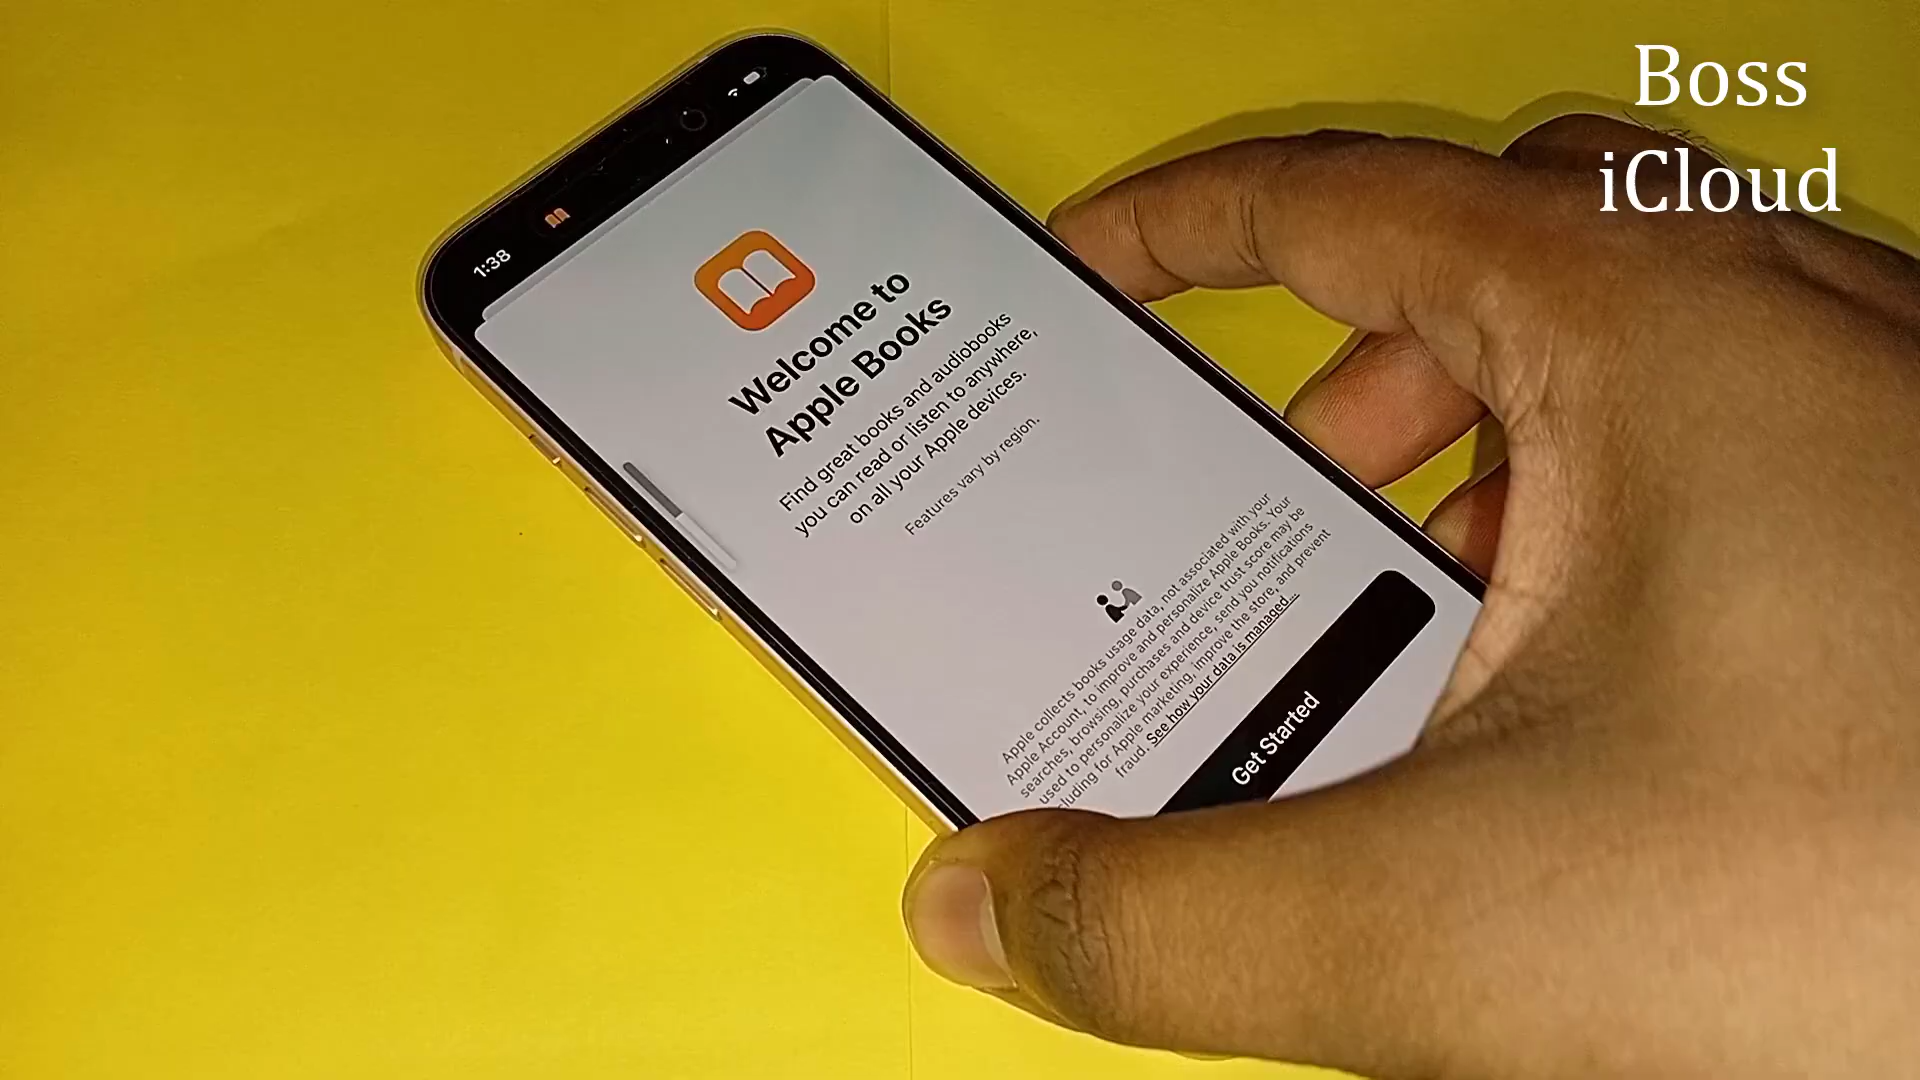 Boss
iCloud
1:38
Welcome to
Apple Books
Find great books and audiobooks
you can read or listen to anywhere,
on all your Apple devices.
Features vary by region.
Apple collects books usage data, not associated with your
Apple Account, to improve and personalize Apple Books. Your
searches, browsing, purchases and device trust score may be
used to personalize your experience, send you notifications
cluding for Apple marketing, improve the store, and prevent
fraud. See how your data is managed...
Get Started